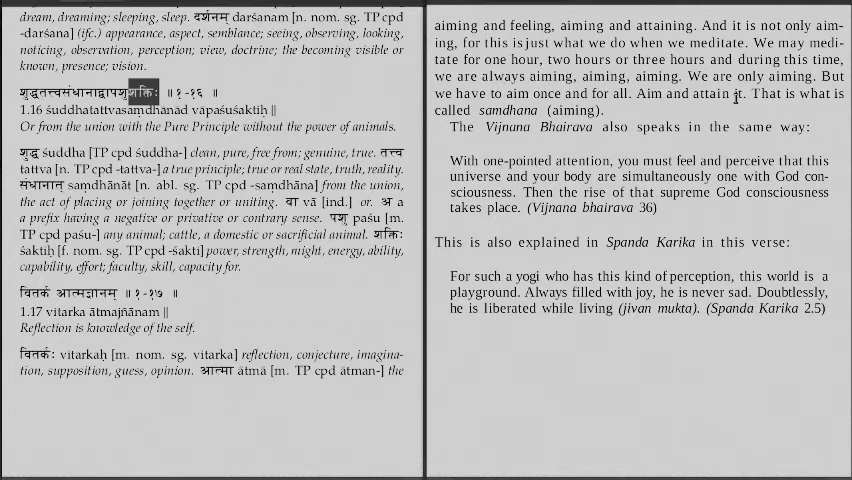 dream, dreaming; sleeping, sleep. दर्शनम् darśanam [n. nom. sg. TP cpd
-darśana] (ifc.) appearance, aspect, semblance; seeing, observing, looking,
noticing, observation, perception; view, doctrine; the becoming visible or
known, presence; vision.
शुद्धतत्त्वसंधानाद्वापशुशक्तिः ॥ १-१६ ॥
1.16 śuddhatattvasaṃdhānād vāpaśuśaktiḥ ||
Or from the union with the Pure Principle without the power of animals.
शुद्ध śuddha [TP cpd śuddha-] clean, pure, free from; genuine, true. तत्त्व
tattva [n. TP cpd -tattva-] a true principle; true or real state, truth, reality.
संधानात् saṃdhānāt [n. abl. sg. TP cpd -saṃdhāna] from the union,
the act of placing or joining together or uniting. वा vā [ind.] or. अ a
a prefix having a negative or privative or contrary sense. पशु paśu [m.
TP cpd paśu-] any animal; cattle, a domestic or sacrificial animal. शक्तिः
śaktiḥ [f. nom. sg. TP cpd -śakti] power, strength, might, energy, ability,
capability, effort; faculty, skill, capacity for.
वितर्क आत्मज्ञानम् ॥ १-१७ ॥
1.17 vitarka ātmajñānam ||
Reflection is knowledge of the self.
वितर्कः vitarkaḥ [m. nom. sg. vitarka] reflection, conjecture, imagina-
tion, supposition, guess, opinion. आत्मा ātmā [m. TP cpd ātman-] the
aiming and feeling, aiming and attaining. And it is not only aim-
ing, for this is just what we do when we meditate. We may medi-
tate for one hour, two hours or three hours and during this time,
we are always aiming, aiming, aiming. We are only aiming. But
we have to aim once and for all. Aim and attain it. That is what is
called samdhana (aiming).
The Vijnana Bhairava also speaks in the same way:
With one-pointed attention, you must feel and perceive that this
universe and your body are simultaneously one with God con-
sciousness. Then the rise of that supreme God consciousness
takes place. (Vijnana bhairava 36)
This is also explained in Spanda Karika in this verse:
For such a yogi who has this kind of perception, this world is a
playground. Always filled with joy, he is never sad. Doubtlessly,
he is liberated while living (jivan mukta). (Spanda Karika 2.5)